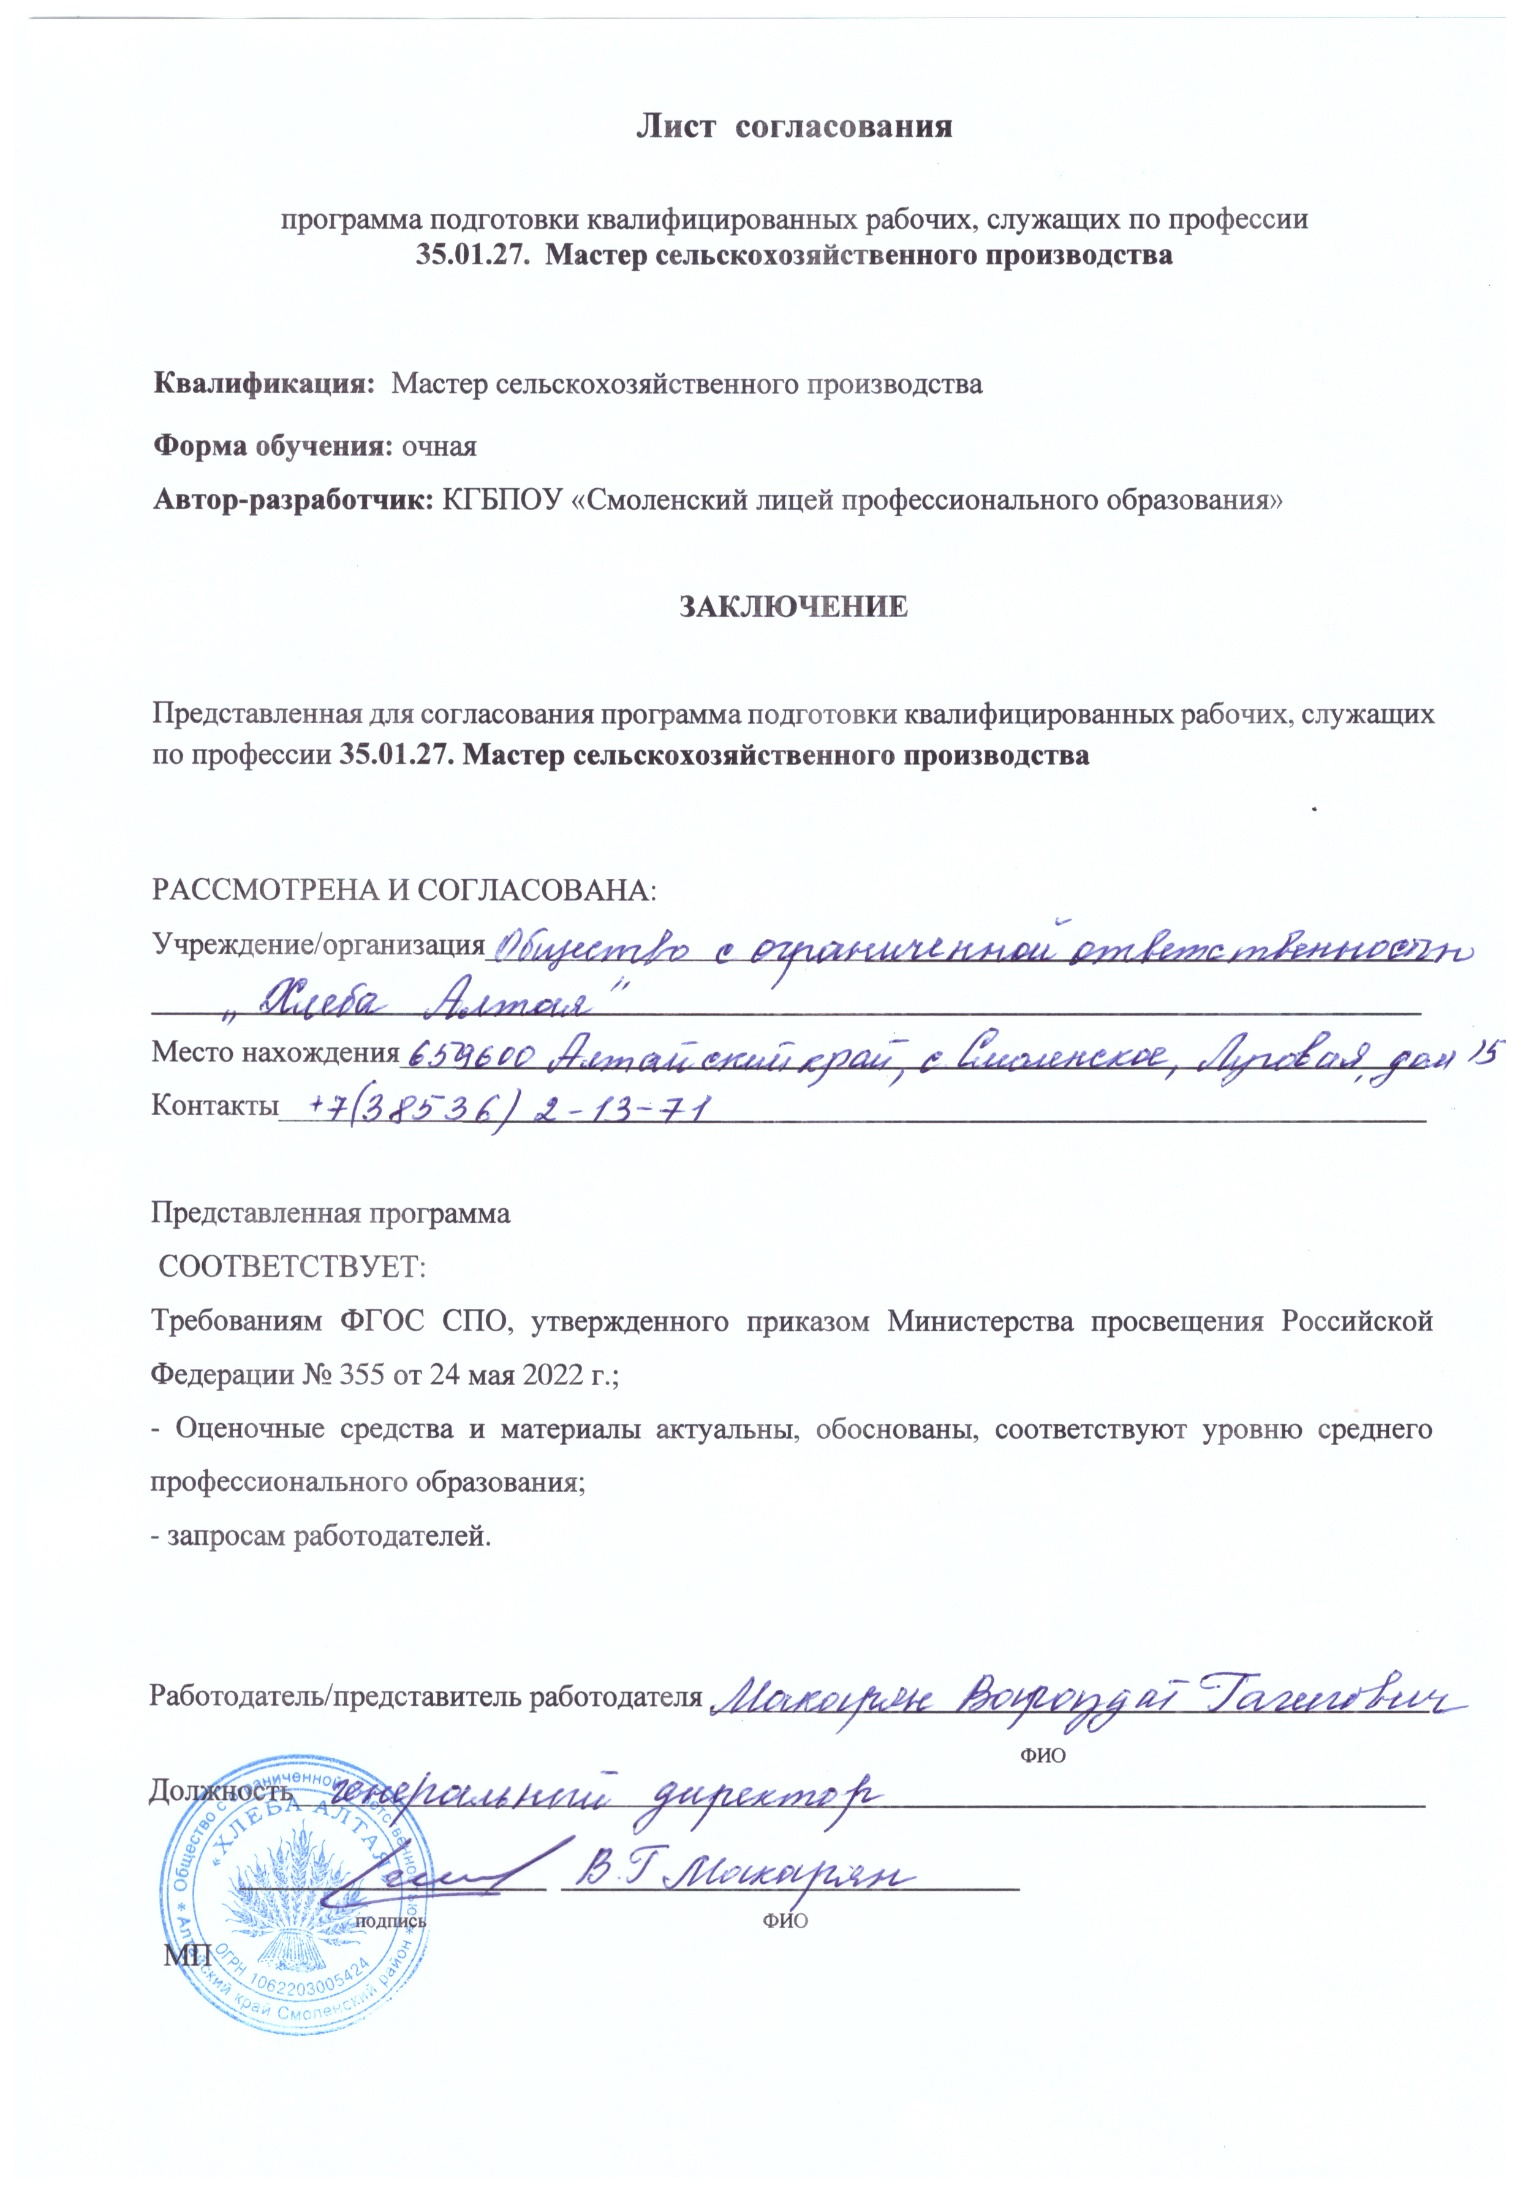 Лист согласования
программа подготовки квалифицированных рабочих, служащих по профессии
35.01.27. Мастер сельскохозяйственного производства
Квалификация: Мастер сельскохозяйственного производства
Форма обучения: очная
Автор-разработчик: КГБПОУ «Смоленский лицей профессионального образования»
ЗАКЛЮЧЕНИЕ
Представленная для согласования программа подготовки квалифицированных рабочих, служащих
по профессии 35.01.27. Мастер сельскохозяйственного производства
РАССМОТРЕНА И СОГЛАСОВАНА:
Учреждение/организация Общество с ограниченной ответственностью
„Хлеба Алтая"
Место нахождения 659600 Алтайский край, с Смоленское, Луговая, дом 15
Контакты +7(38536) 2-13-71
Представленная программа
СООТВЕТСТВУЕТ:
Требованиям ФГОС СПО, утвержденного приказом Министерства просвещения Российской
Федерации № 355 от 24 мая 2022 г.;
- Оценочные средства и материалы актуальны, обоснованы, соответствуют уровню среднего
профессионального образования;
- запросам работодателей.
Работодатель/представитель работодателя Макарян Вароздат Гагигович
ФИО
Должность генеральный директор
В.Г Макарян
подпись ФИО
МП
Общество с ограниченной ответственностью * Алтайский край Смоленский район *
«ХЛЕБА АЛТАЯ»
ОГРН 1062203005424